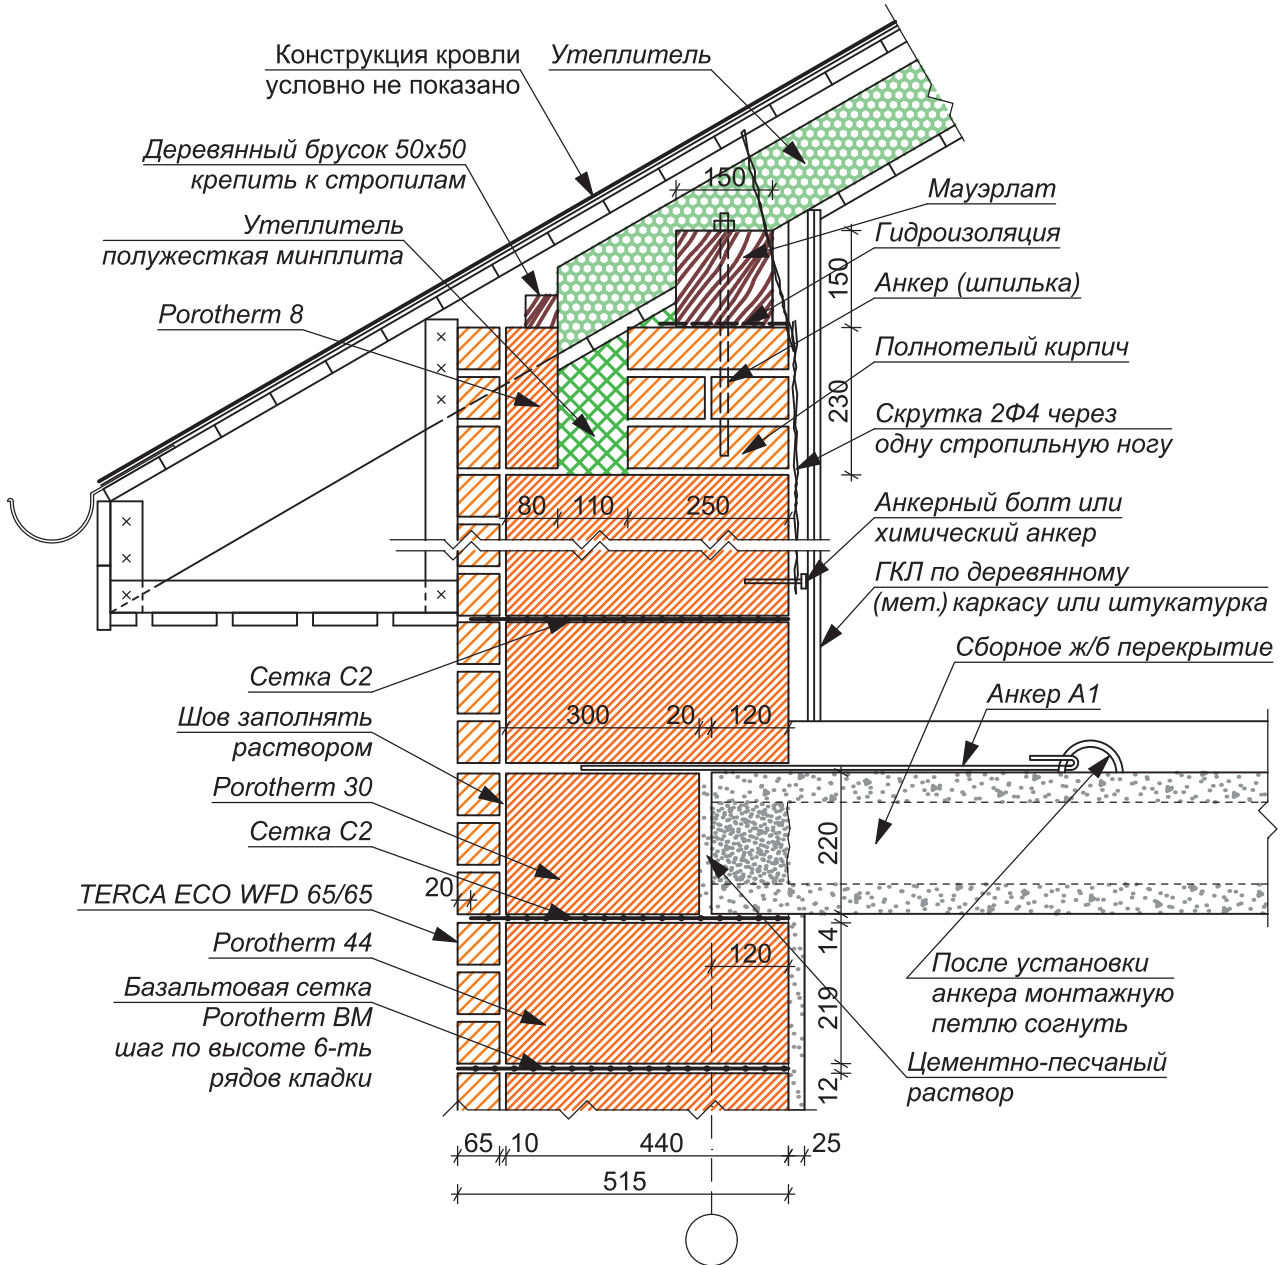 Конструкция кровли
условно не показано
Утеплитель
Деревянный брусок 50х50
крепить к стропилам
150
Мауэрлат
Утеплитель
полужесткая минплита
Гидроизоляция
150
Анкер (шпилька)
Porotherm 8
Полнотелый кирпич
230
Скрутка 2Ф4 через
одну стропильную ногу
80 110 250
Анкерный болт или
химический анкер
ГКЛ по деревянному
(мет.) каркасу или штукатурка
Сборное ж/б перекрытие
Сетка С2
Анкер А1
Шов заполнять
раствором
300 20 120
Porotherm 30
Сетка С2
220
20
TERCA ECO WFD 65/65
14
Porotherm 44
120
После установки
анкера монтажную
петлю согнуть
Базальтовая сетка
Porotherm BM
шаг по высоте 6-ть
рядов кладки
219
Цементно-песчаный
раствор
12
65 10 440 25
515